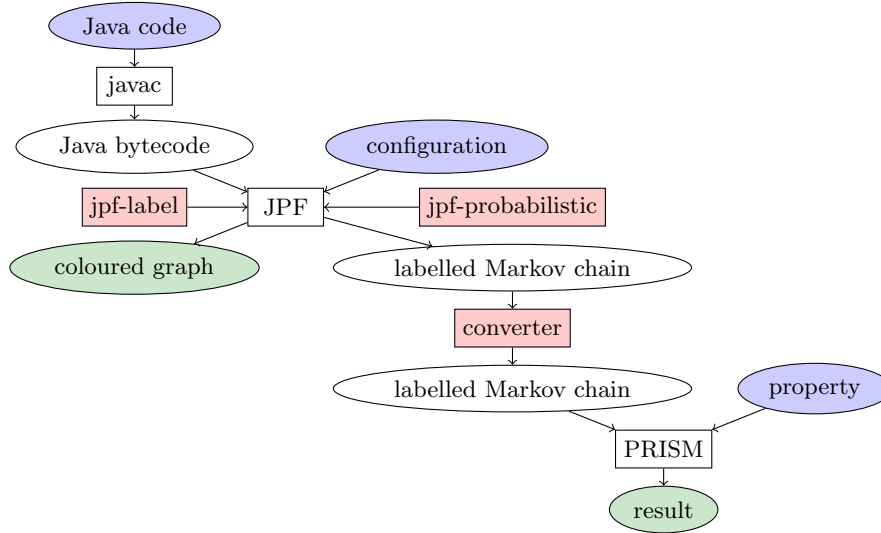 Java code
javac
Java bytecode
configuration
jpf-label
JPF
jpf-probabilistic
coloured graph
labelled Markov chain
converter
labelled Markov chain
property
PRISM
result